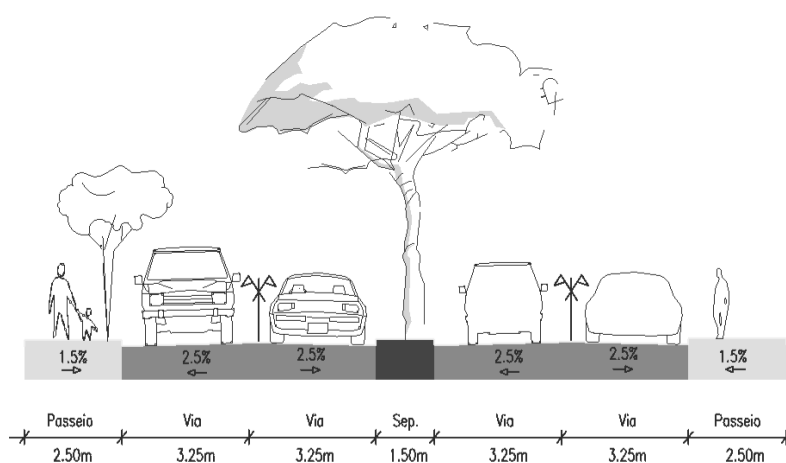 1.5% 2.5% 2.5% 2.5% 2.5% 1.5%
Passeio Via Via Sep. Via Via Passeio
2.50m 3.25m 3.25m 1.50m 3.25m 3.25m 2.50m